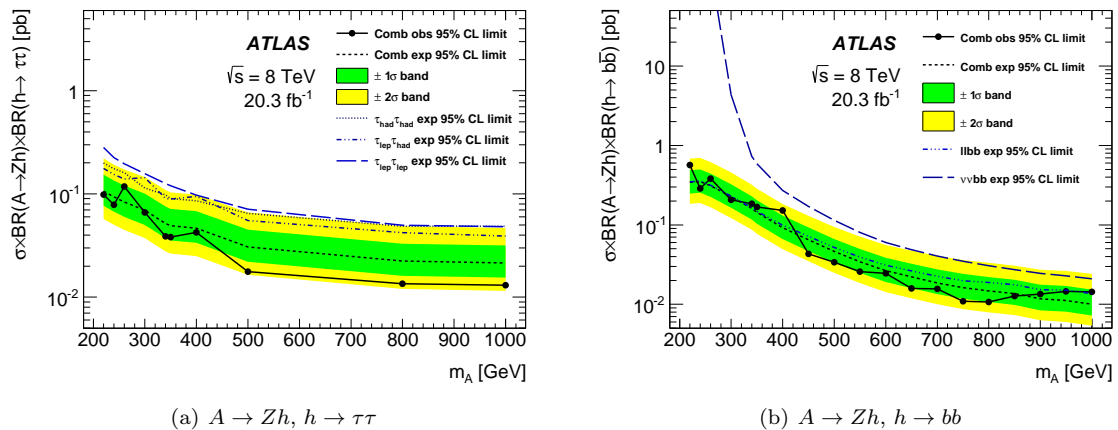 σ×BR(A→Zh)×BR(h→ ττ) [pb]
1
10⁻¹
10⁻²
ATLAS
√s = 8 TeV
20.3 fb⁻¹
Comb obs 95% CL limit
Comb exp 95% CL limit
± 1σ band
± 2σ band
τhadτhad exp 95% CL limit
τlepτhad exp 95% CL limit
τlepτlep exp 95% CL limit
200 300 400 500 600 700 800 900 1000
mA [GeV]
(a) A → Zh, h → ττ
σ×BR(A→Zh)×BR(h→ bb̄) [pb]
10
1
10⁻¹
10⁻²
ATLAS
√s = 8 TeV
20.3 fb⁻¹
Comb obs 95% CL limit
Comb exp 95% CL limit
± 1σ band
± 2σ band
llbb exp 95% CL limit
ννbb exp 95% CL limit
200 300 400 500 600 700 800 900 1000
mA [GeV]
(b) A → Zh, h → bb